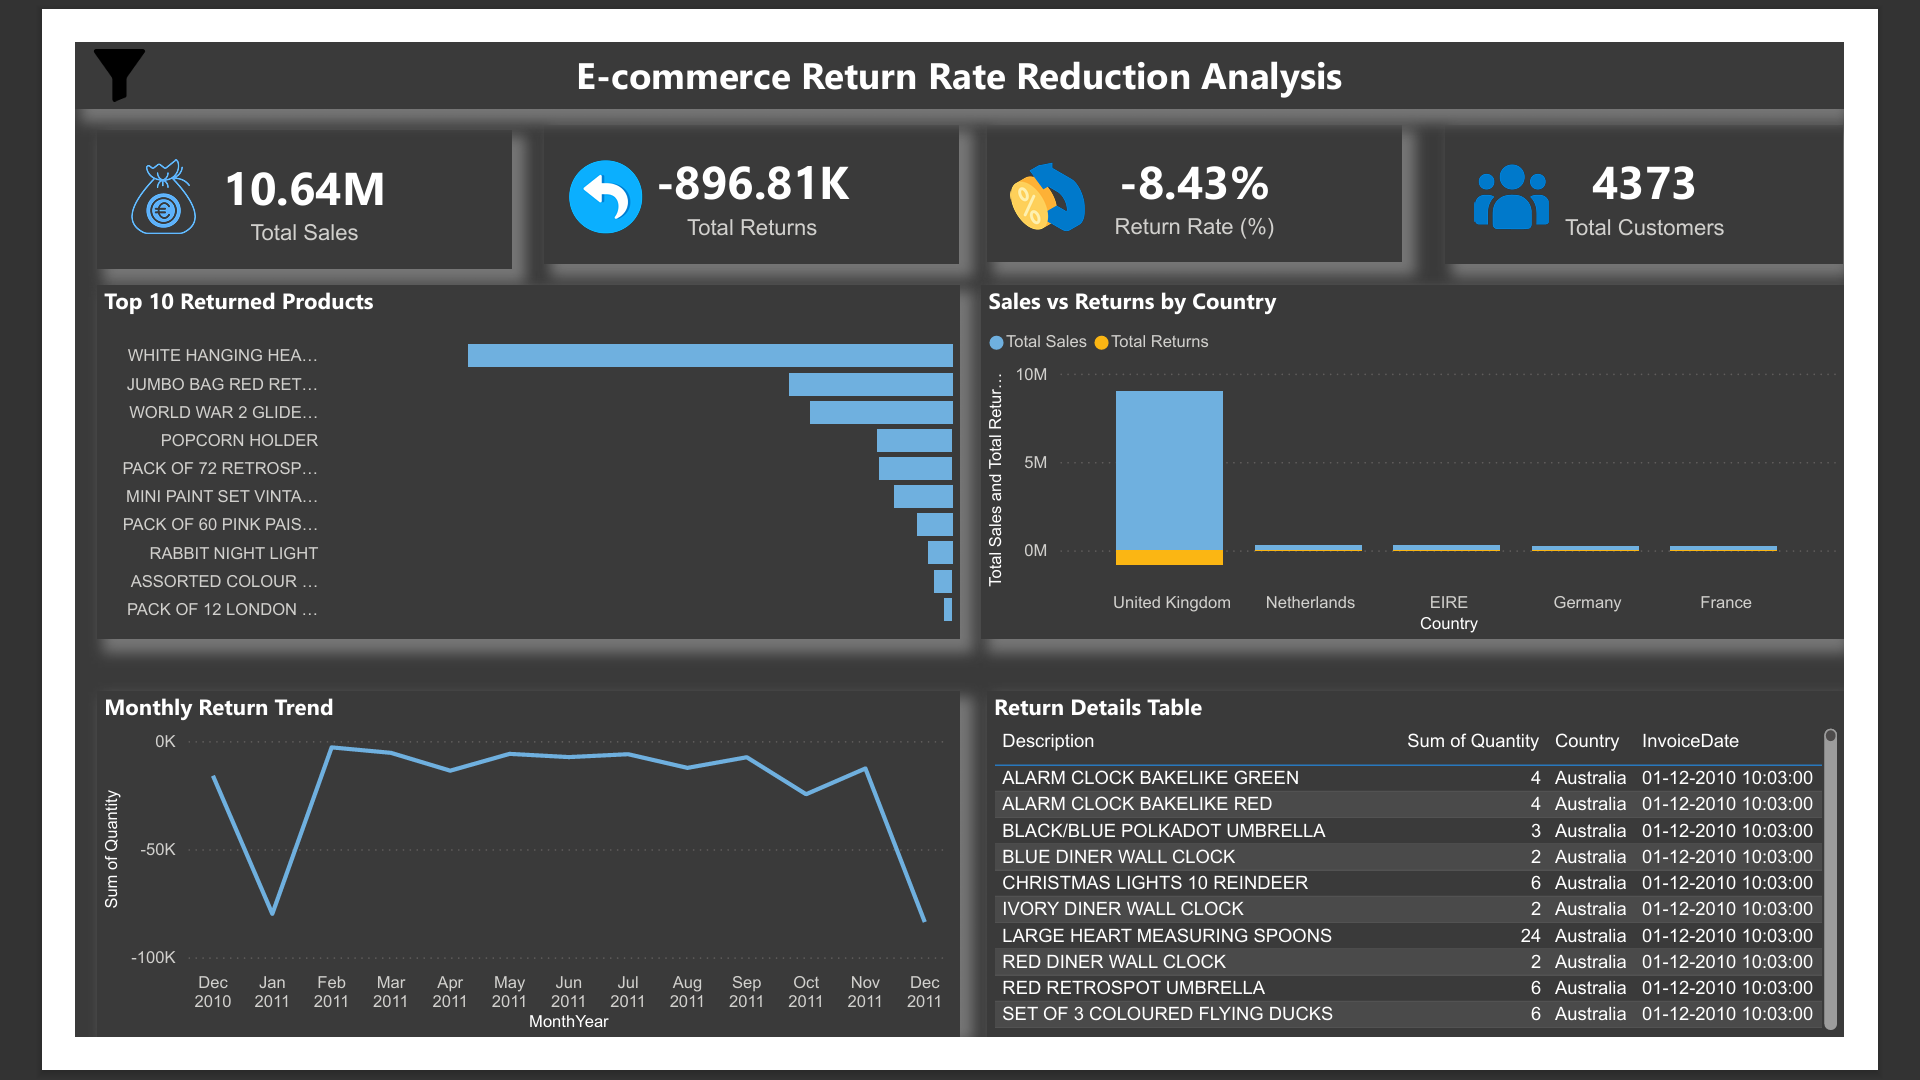 E-commerce Return Rate Reduction Analysis
10.64M
Total Sales
-896.81K
Total Returns
%
-8.43%
Return Rate (%)
4373
Total Customers
Top 10 Returned Products
WHITE HANGING HEA…
JUMBO BAG RED RET…
WORLD WAR 2 GLIDE…
POPCORN HOLDER
PACK OF 72 RETROSP…
MINI PAINT SET VINTA…
PACK OF 60 PINK PAIS…
RABBIT NIGHT LIGHT
ASSORTED COLOUR …
PACK OF 12 LONDON …
Sales vs Returns by Country
Total Sales Total Returns
Total Sales and Total Retur…
10M
5M
0M
United Kingdom Netherlands EIRE Germany France
Country
Monthly Return Trend
Sum of Quantity
0K
-50K
-100K
Dec Jan Feb Mar Apr May Jun Jul Aug Sep Oct Nov Dec
2010 2011 2011 2011 2011 2011 2011 2011 2011 2011 2011 2011 2011
MonthYear
Return Details Table
Description Sum of Quantity Country InvoiceDate
ALARM CLOCK BAKELIKE GREEN 4 Australia 01-12-2010 10:03:00
ALARM CLOCK BAKELIKE RED 4 Australia 01-12-2010 10:03:00
BLACK/BLUE POLKADOT UMBRELLA 3 Australia 01-12-2010 10:03:00
BLUE DINER WALL CLOCK 2 Australia 01-12-2010 10:03:00
CHRISTMAS LIGHTS 10 REINDEER 6 Australia 01-12-2010 10:03:00
IVORY DINER WALL CLOCK 2 Australia 01-12-2010 10:03:00
LARGE HEART MEASURING SPOONS 24 Australia 01-12-2010 10:03:00
RED DINER WALL CLOCK 2 Australia 01-12-2010 10:03:00
RED RETROSPOT UMBRELLA 6 Australia 01-12-2010 10:03:00
SET OF 3 COLOURED FLYING DUCKS 6 Australia 01-12-2010 10:03:00